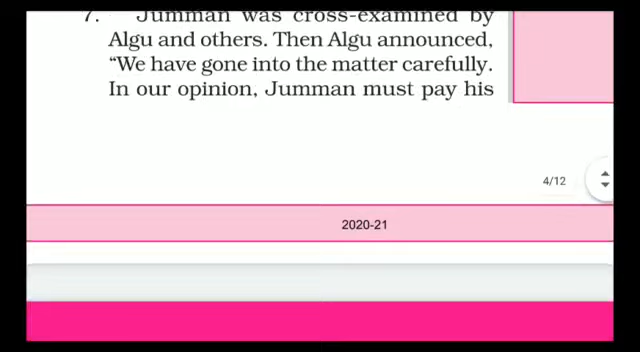 7. Jumman was cross-examined by
Algu and others. Then Algu announced,
“We have gone into the matter carefully.
In our opinion, Jumman must pay his
4/12
2020-21